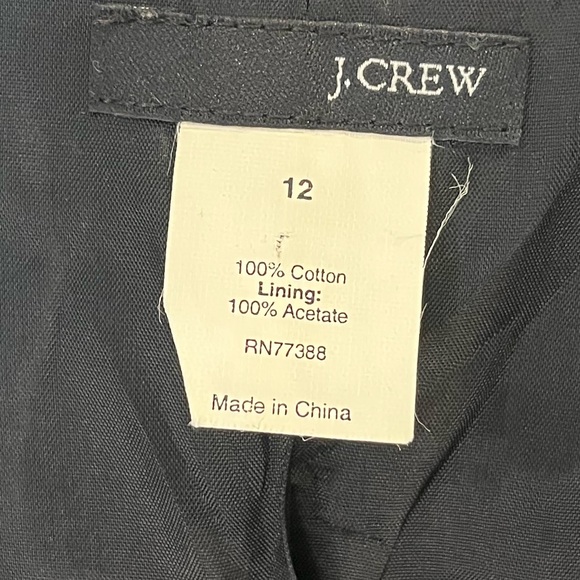 J.CREW
12
100% Cotton
Lining:
100% Acetate
RN77388
Made in China